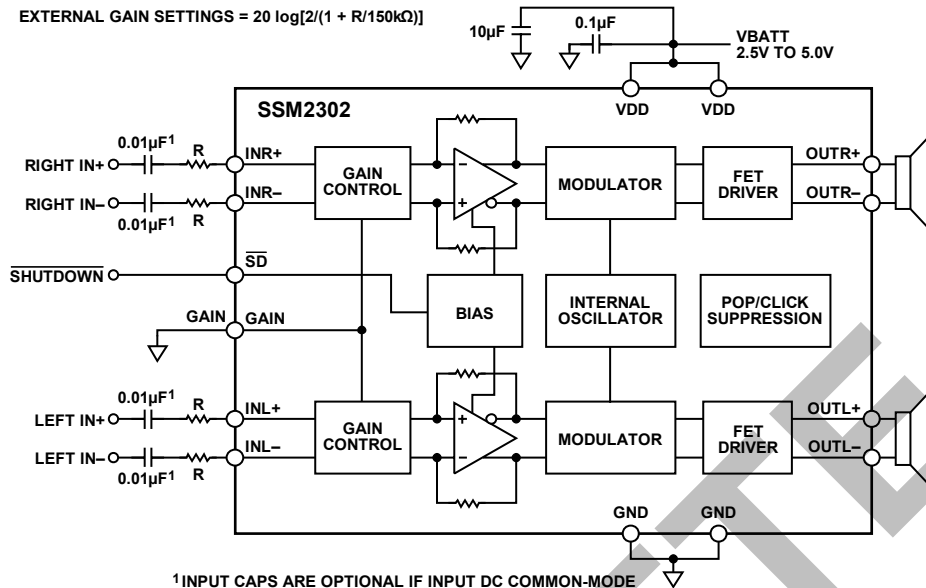 EXTERNAL GAIN SETTINGS = 20 log[2/(1 + R/150kΩ)]
10µF
0.1µF
VBATT
2.5V TO 5.0V
SSM2302
VDD
VDD
0.01µF1
R
RIGHT IN+
INR+
RIGHT IN–
INR–
0.01µF1
R
GAIN
CONTROL
MODULATOR
FET
DRIVER
OUTR+
OUTR–
SHUTDOWN
SD
GAIN
GAIN
BIAS
INTERNAL
OSCILLATOR
POP/CLICK
SUPPRESSION
0.01µF1
R
LEFT IN+
INL+
LEFT IN–
INL–
0.01µF1
R
GAIN
CONTROL
MODULATOR
FET
DRIVER
OUTL+
OUTL–
GND
GND
1 INPUT CAPS ARE OPTIONAL IF INPUT DC COMMON-MODE